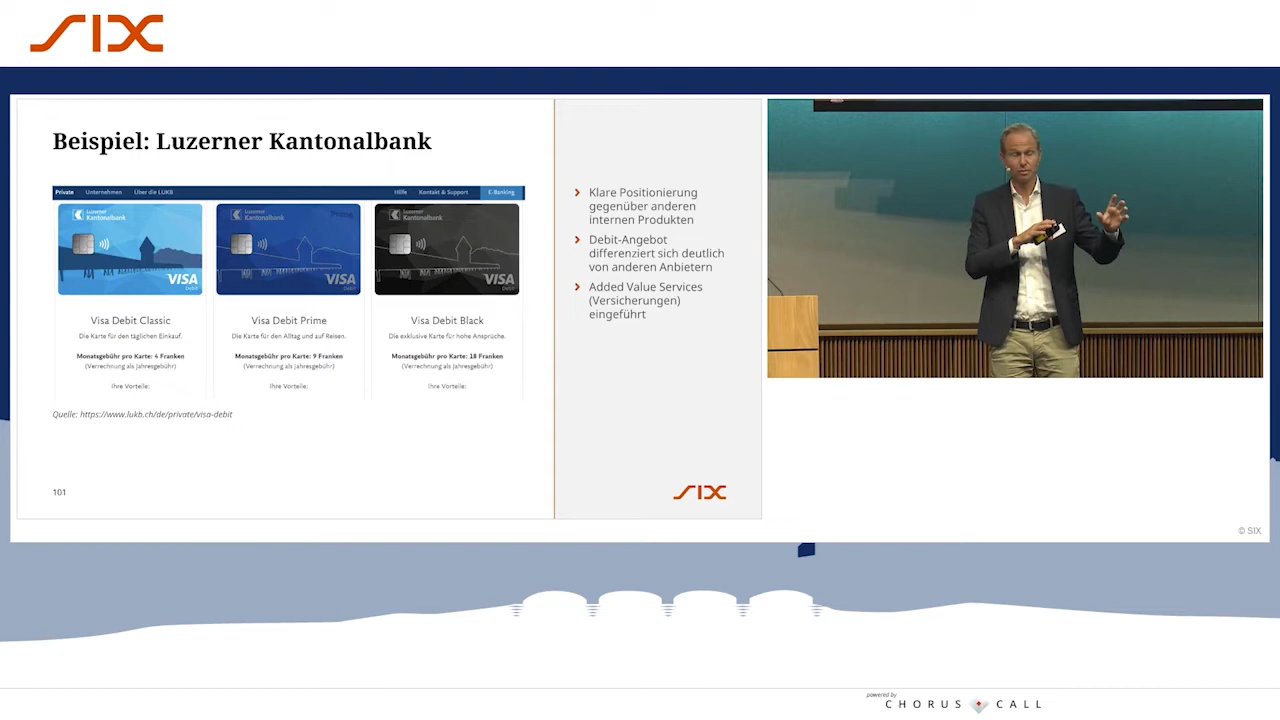 SIX
Beispiel: Luzerner Kantonalbank
Private Unternehmen Über die LUKB Hilfe Kontakt & Support E-Banking
Luzerner
Kantonalbank
VISA
Debit
Luzerner
Kantonalbank
Prime
VISA
Debit
Luzerner
Kantonalbank
VISA
Debit
Visa Debit Classic
Die Karte für den täglichen Einkauf.
Monatsgebühr pro Karte: 4 Franken
(Verrechnung als Jahresgebühr)
Ihre Vorteile:
Visa Debit Prime
Die Karte für den Alltag und auf Reisen.
Monatsgebühr pro Karte: 9 Franken
(Verrechnung als Jahresgebühr)
Ihre Vorteile:
Visa Debit Black
Die exklusive Karte für hohe Ansprüche.
Monatsgebühr pro Karte: 18 Franken
(Verrechnung als Jahresgebühr)
Ihre Vorteile:
Quelle: https://www.lukb.ch/de/private/visa-debit
101
Klare Positionierung
gegenüber anderen
internen Produkten
Debit-Angebot
differenziert sich deutlich
von anderen Anbietern
Added Value Services
(Versicherungen)
eingeführt
SIX
© SIX
powered by
CHORUS CALL